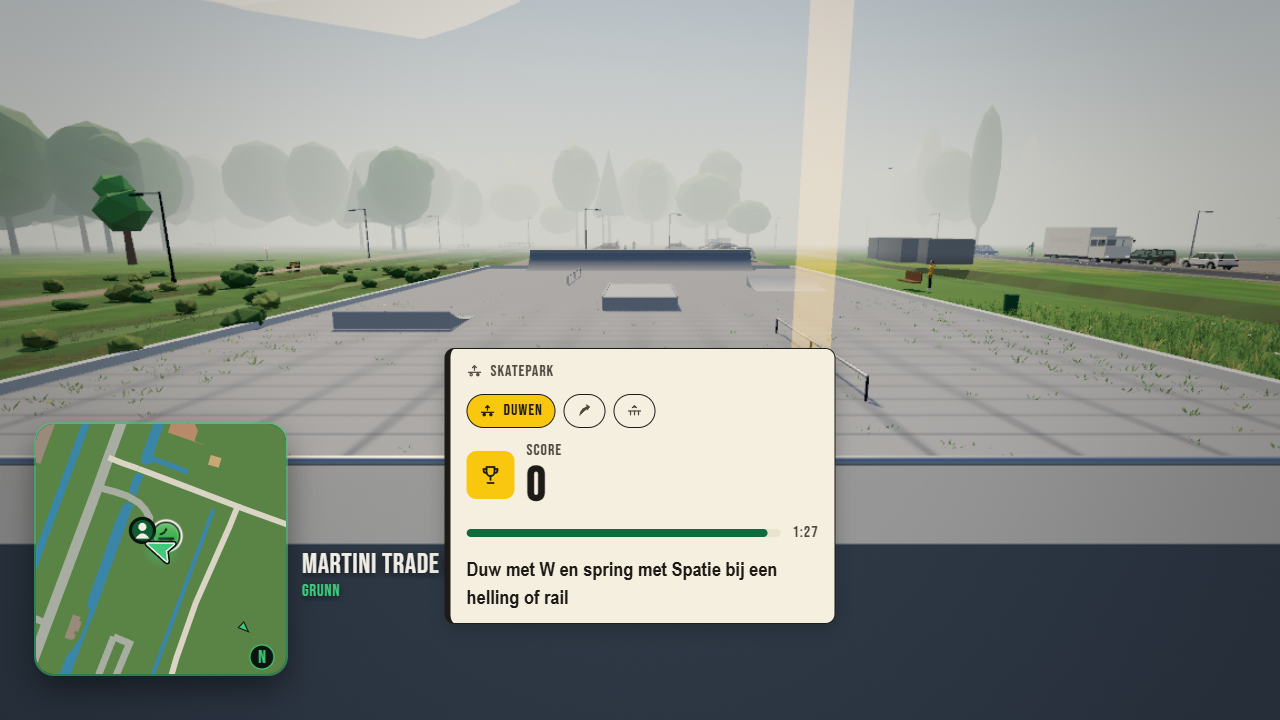 SKATEPARK
DUWEN
SCORE
0
1:27
Duw met W en spring met Spatie bij een
helling of rail
MARTINI TRADE
GRUNN
N